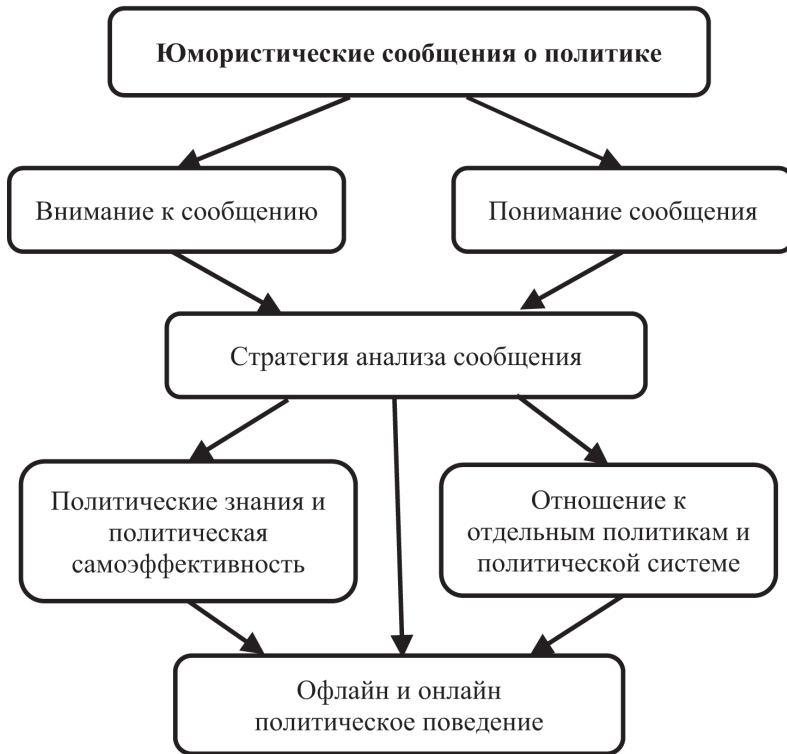 Юмористические сообщения о политике
Внимание к сообщению
Понимание сообщения
Стратегия анализа сообщения
Политические знания и
политическая
самоэффективность
Отношение к
отдельным политикам и
политической системе
Офлайн и онлайн
политическое поведение